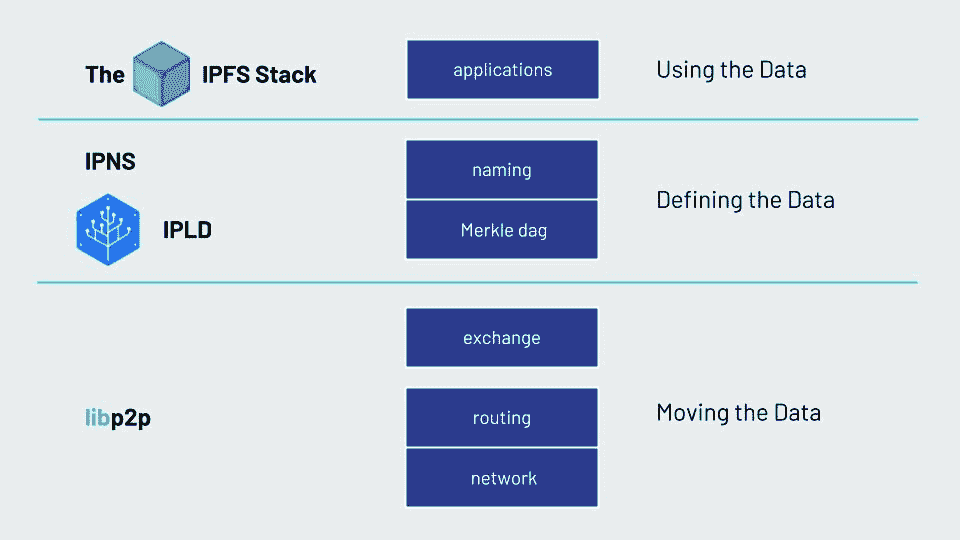 The IPFS Stack
applications
Using the Data
IPNS
naming
Defining the Data
IPLD
Merkle dag
exchange
libp2p
routing
Moving the Data
network